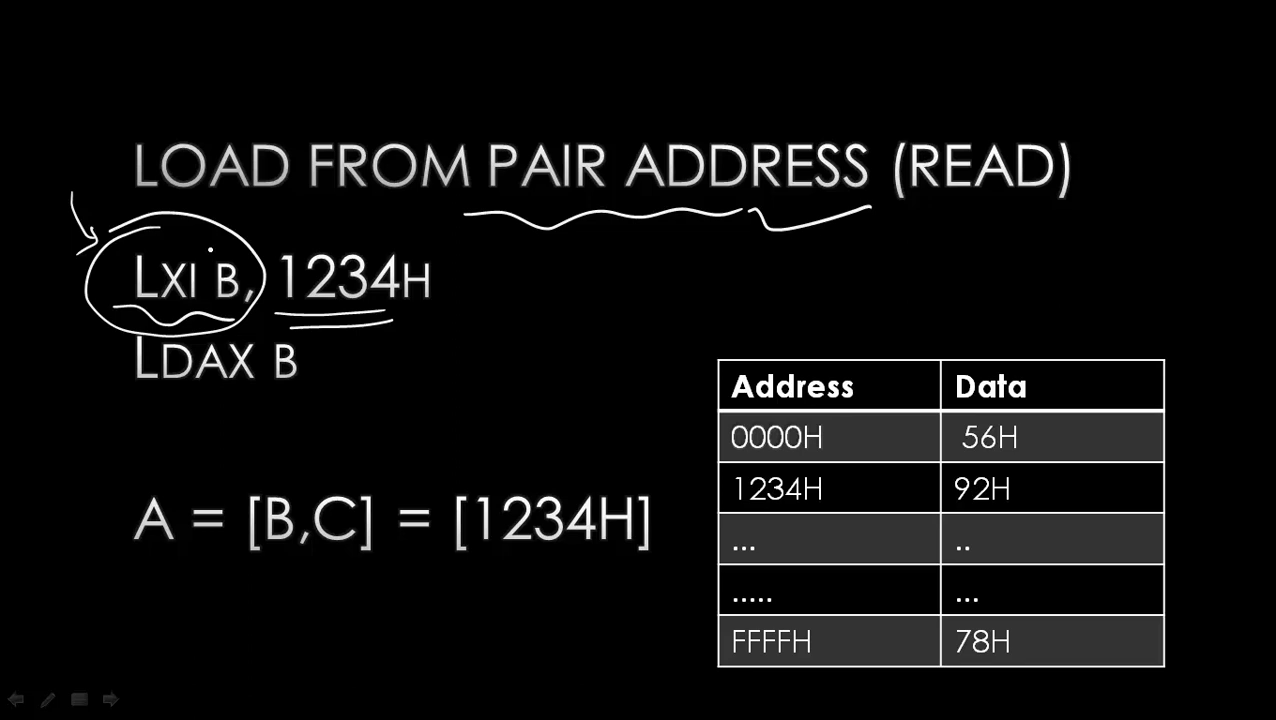 LOAD FROM PAIR ADDRESS (READ)
LXI B, 1234H
LDAX B
A = [B,C] = [1234H]
Address Data
0000H 56H
1234H 92H
... ..
..... ...
FFFFH 78H